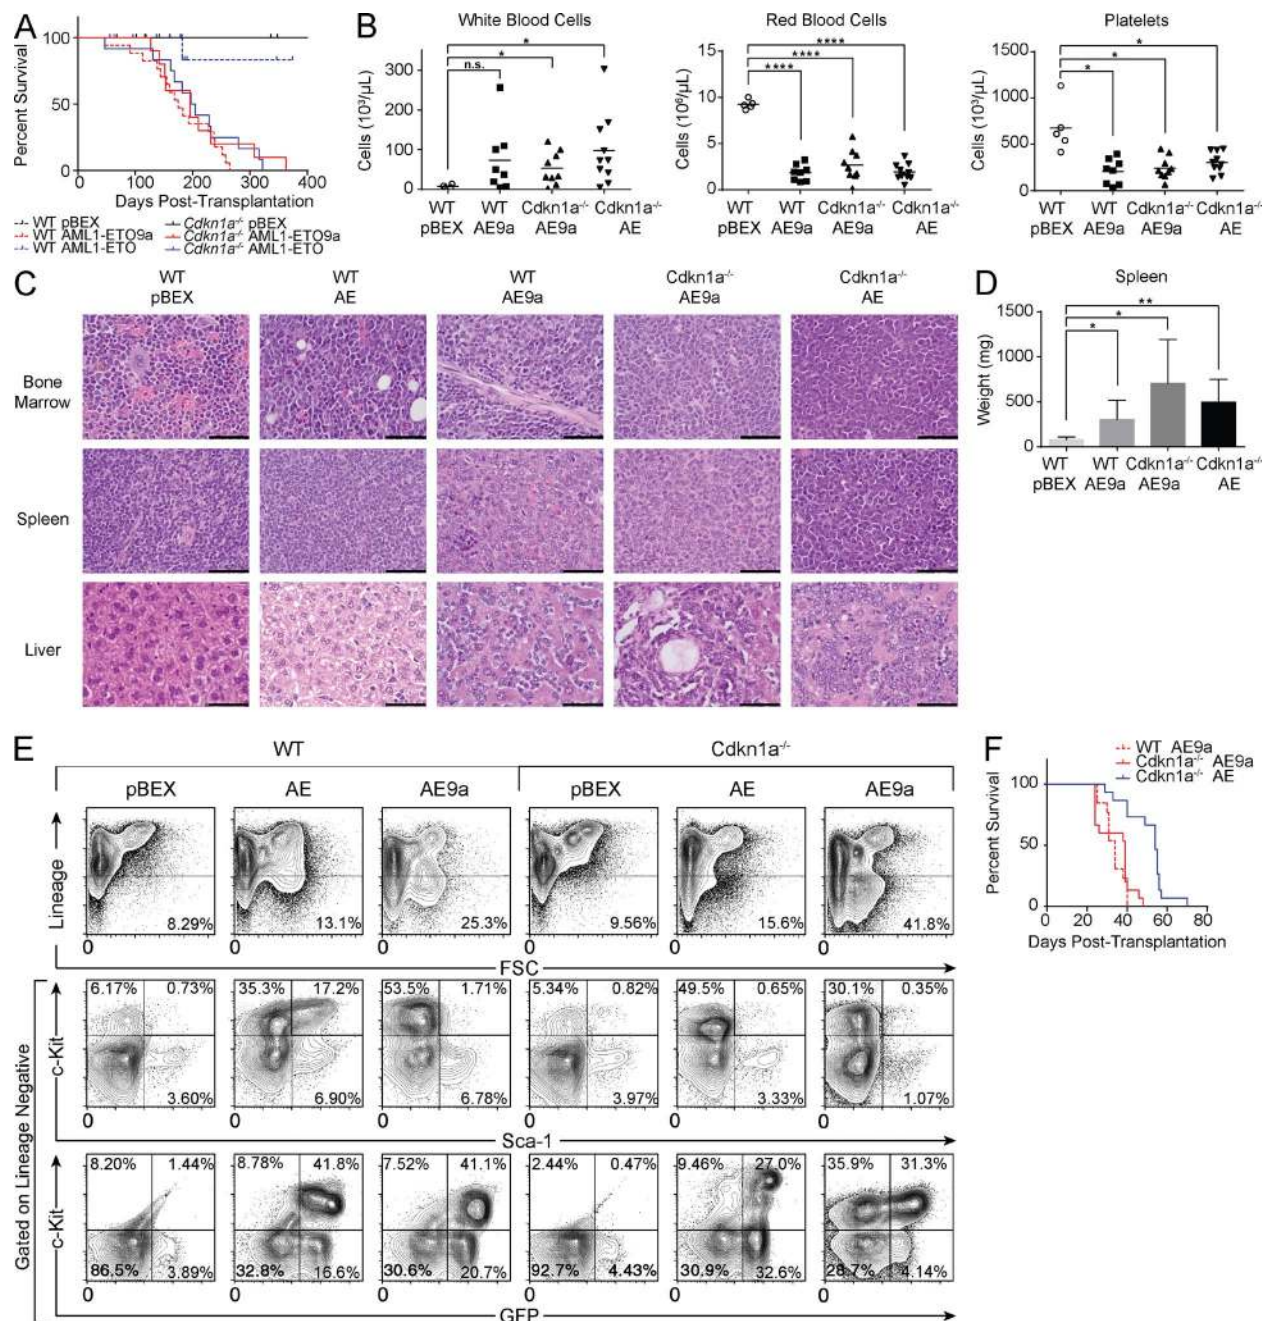 A
Percent Survival
100
50
0
0 100 200 300 400
Days Post-Transplantation
WT pBEX
WT AML1-ETO9a
WT AML1-ETO
Cdkn1a-/- pBEX
Cdkn1a-/- AML1-ETO9a
Cdkn1a-/- AML1-ETO
B
White Blood Cells
Cells (10³/µL)
300
200
100
0
n.s.
*
*
WT pBEX
WT AE9a
Cdkn1a-/- AE9a
Cdkn1a-/- AE
Red Blood Cells
Cells (10⁶/µL)
15
10
5
0
****
****
****
WT pBEX
WT AE9a
Cdkn1a-/- AE9a
Cdkn1a-/- AE
Platelets
Cells (10³/µL)
1500
1000
500
0
*
*
*
WT pBEX
WT AE9a
Cdkn1a-/- AE9a
Cdkn1a-/- AE
C
WT pBEX
WT AE
WT AE9a
Cdkn1a-/- AE9a
Cdkn1a-/- AE
Bone Marrow
Spleen
Liver
D
Spleen
Weight (mg)
1500
1000
500
0
**
*
*
WT pBEX
WT AE9a
Cdkn1a-/- AE9a
Cdkn1a-/- AE
E
WT
Cdkn1a-/-
pBEX AE AE9a pBEX AE AE9a
Lineage
8.29% 13.1% 25.3% 9.56% 15.6% 41.8%
0 0 0 0 0 0
FSC
Gated on Lineage Negative
c-Kit
6.17% 0.73% 35.3% 17.2% 53.5% 1.71% 5.34% 0.82% 49.5% 0.65% 30.1% 0.35%
3.60% 6.90% 6.78% 3.97% 3.33% 1.07%
0 0 0 0 0 0
Sca-1
c-Kit
8.20% 1.44% 8.78% 41.8% 7.52% 41.1% 2.44% 0.47% 9.46% 27.0% 35.9% 31.3%
86.5% 3.89% 32.8% 16.6% 30.6% 20.7% 92.7% 4.43% 30.9% 32.6% 28.7% 4.14%
0 0 0 0 0 0
GFP
F
WT AE9a
Cdkn1a-/- AE9a
Cdkn1a-/- AE
Percent Survival
100
50
0
0 20 40 60 80
Days Post-Transplantation